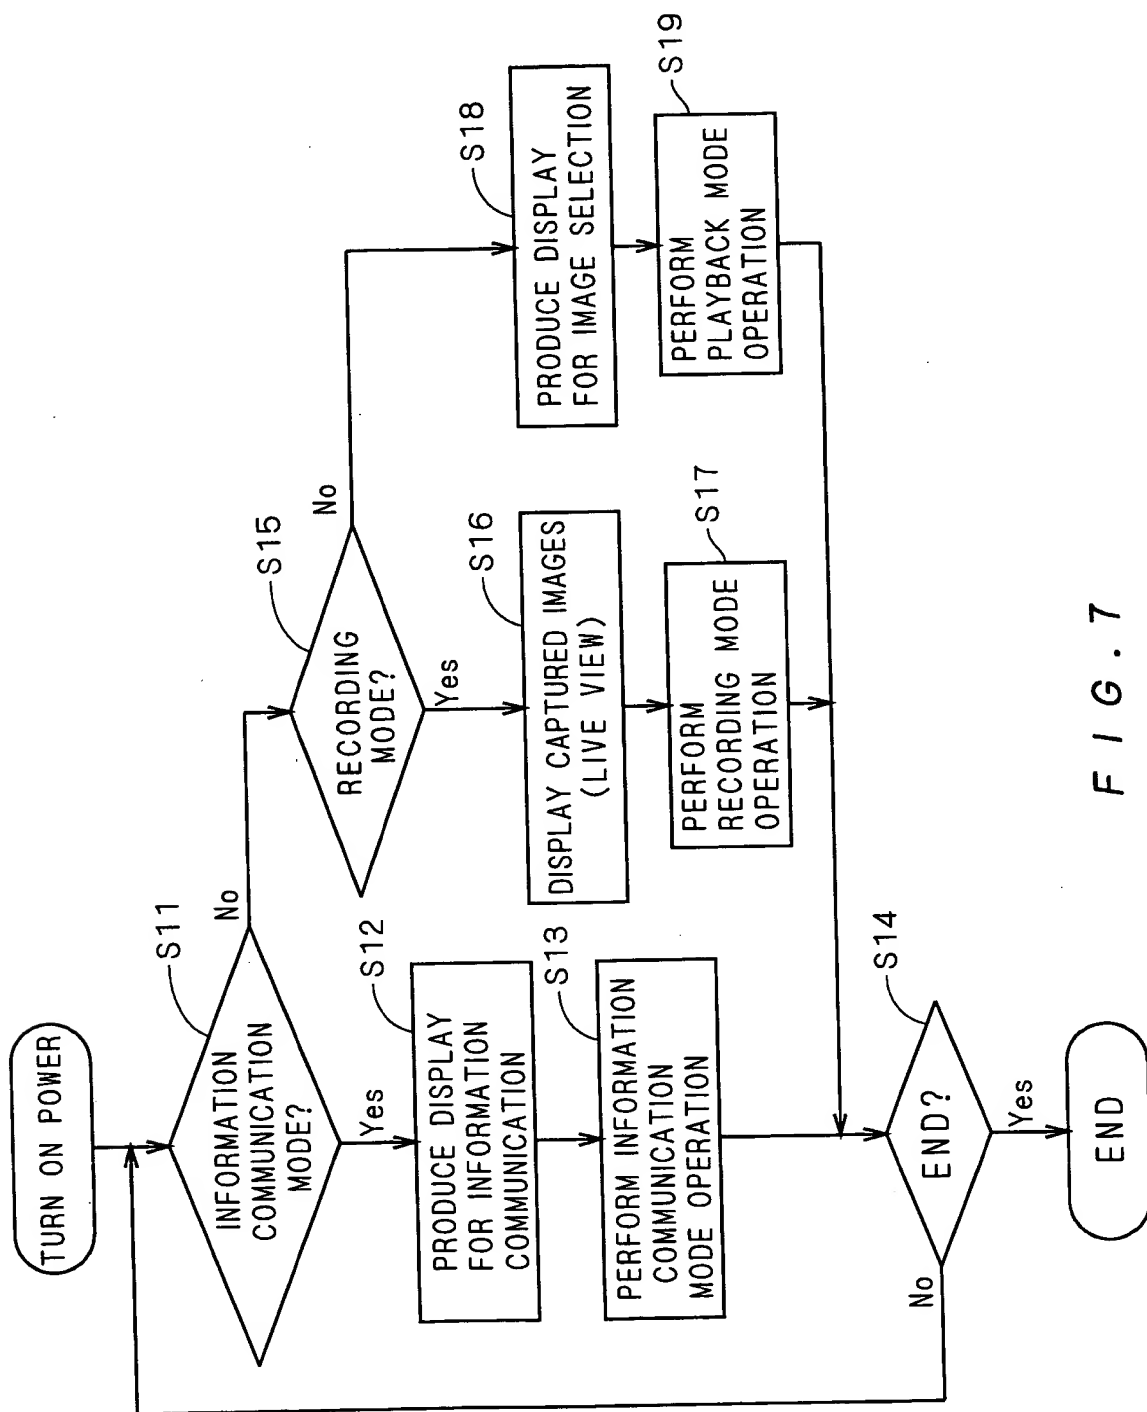 TURN ON POWER
S11
INFORMATION
COMMUNICATION
MODE?
No
Yes
S12
PRODUCE DISPLAY
FOR INFORMATION
COMMUNICATION
S13
PERFORM INFORMATION
COMMUNICATION
MODE OPERATION
S14
END?
No
Yes
END
S15
RECORDING
MODE?
No
Yes
S16
DISPLAY CAPTURED IMAGES
(LIVE VIEW)
S17
PERFORM
RECORDING MODE
OPERATION
S18
PRODUCE DISPLAY
FOR IMAGE SELECTION
S19
PERFORM
PLAYBACK MODE
OPERATION
FIG.7